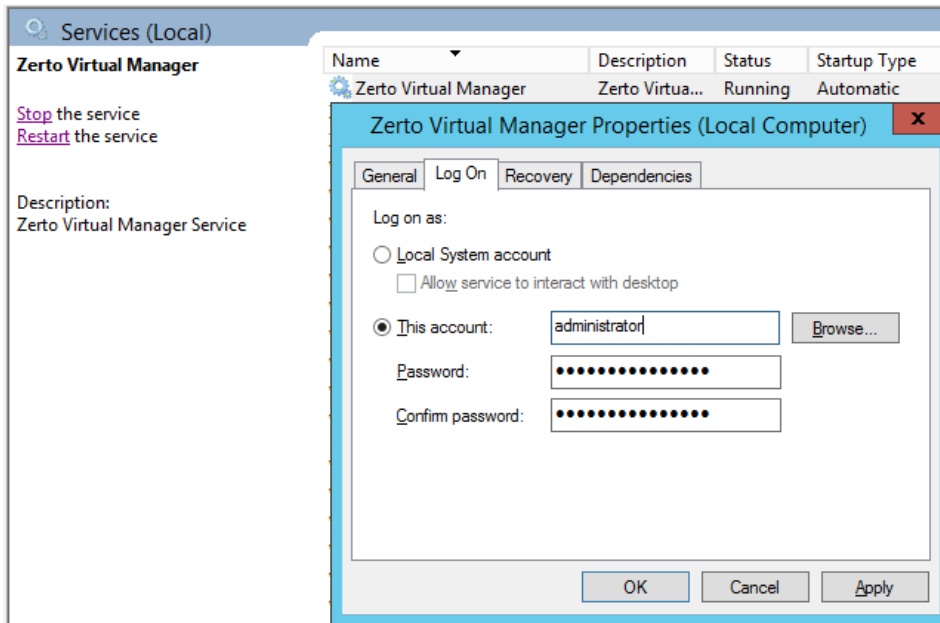 Services (Local)
Zerto Virtual Manager
Stop the service
Restart the service
Description:
Zerto Virtual Manager Service
Name Description Status Startup Type
Zerto Virtual Manager Zerto Virtua... Running Automatic
Zerto Virtual Manager Properties (Local Computer)
x
General Log On Recovery Dependencies
Log on as:
Local System account
Allow service to interact with desktop
This account: administrator Browse...
Password: ●●●●●●●●●●●●●●●
Confirm password: ●●●●●●●●●●●●●●●
OK Cancel Apply